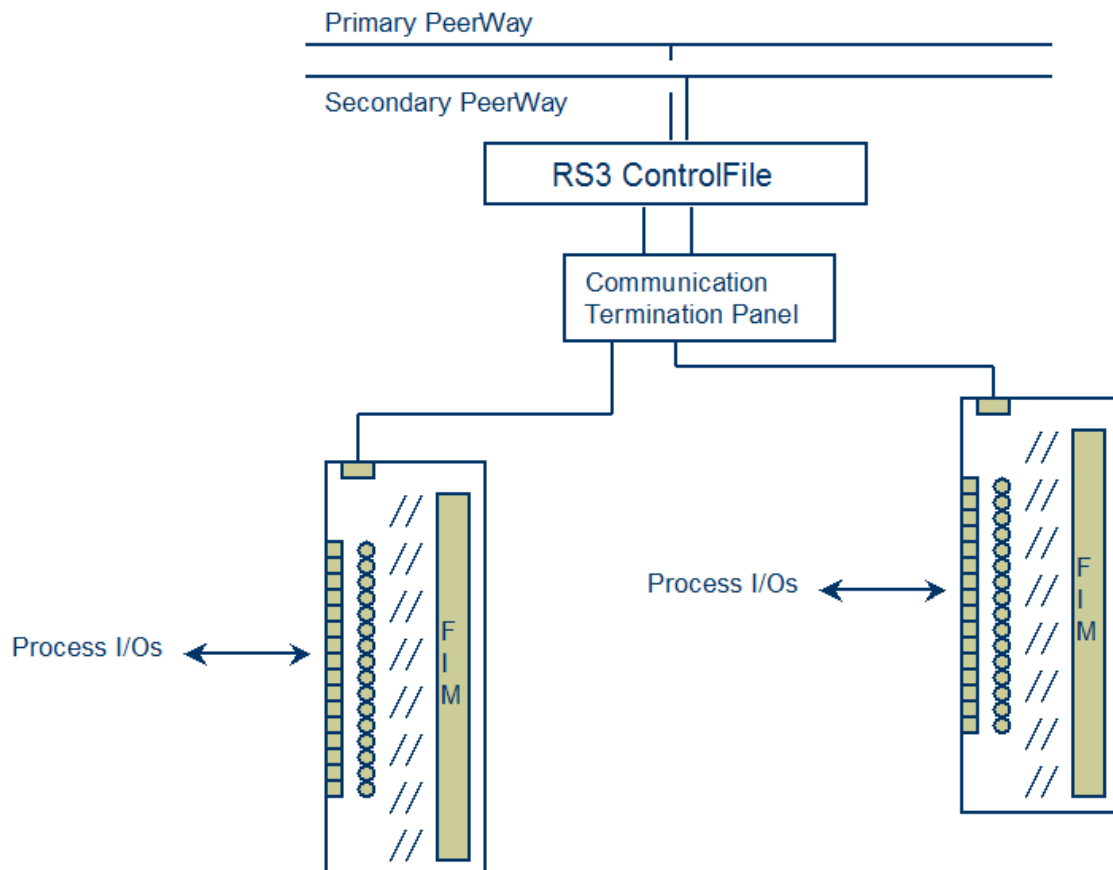 Primary PeerWay
Secondary PeerWay
RS3 ControlFile
Communication
Termination Panel
Process I/Os
F
I
M
Process I/Os
F
I
M